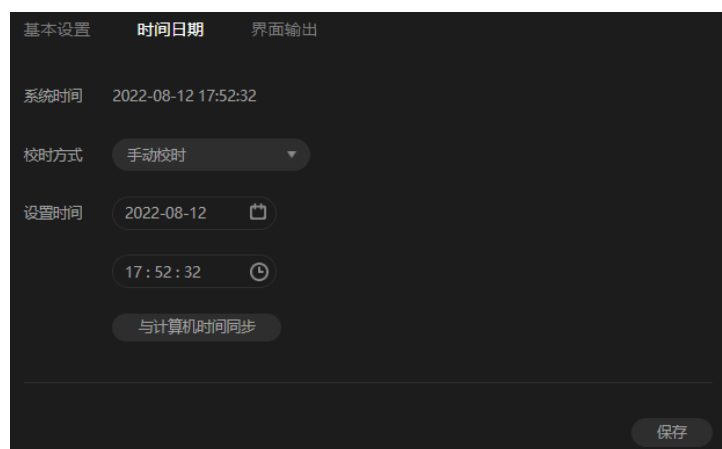 基本设置 时间日期 界面输出
系统时间 2022-08-12 17:52:32
校时方式 手动校时
设置时间 2022-08-12
17 : 52 : 32
与计算机时间同步
保存